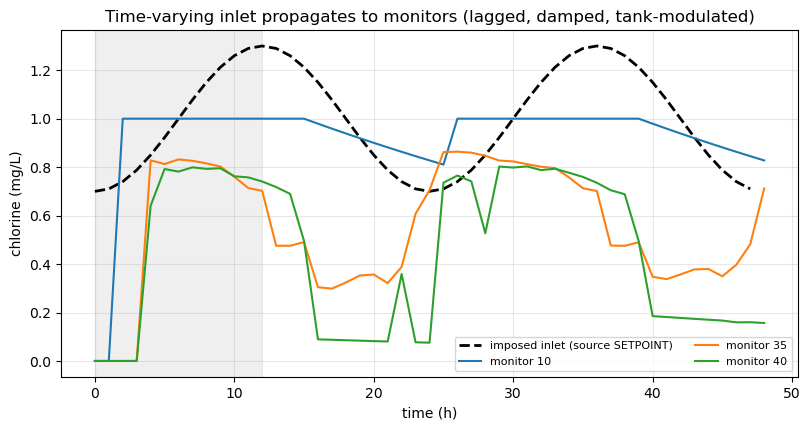 Time-varying inlet propagates to monitors (lagged, damped, tank-modulated)
chlorine (mg/L)
1.2
1.0
0.8
0.6
0.4
0.2
0.0
imposed inlet (source SETPOINT)
monitor 10
monitor 35
monitor 40
0
10
20
30
40
50
time (h)